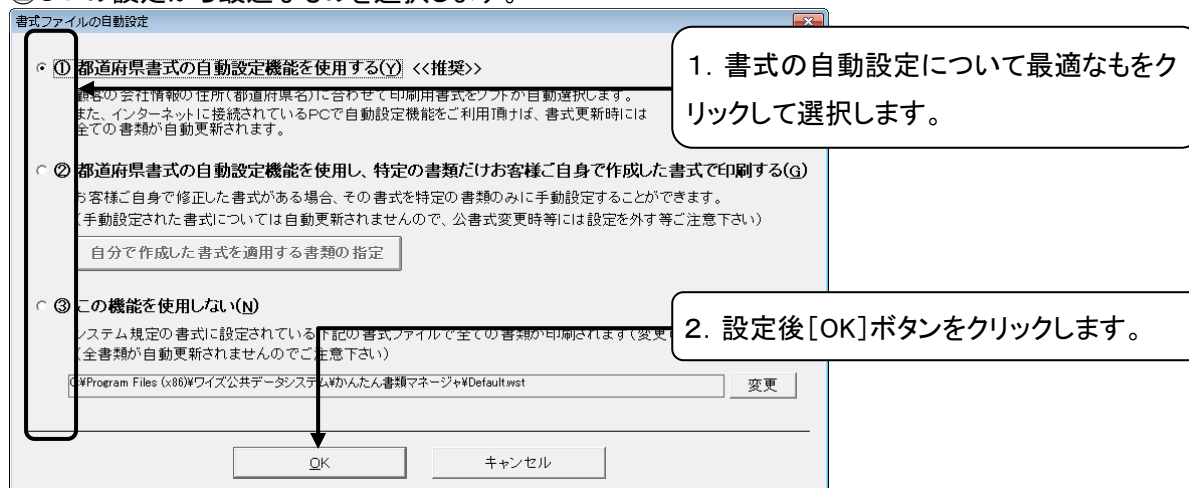 書式ファイルの自動設定
① 都道府県書式の自動設定機能を使用する(Y) <<推奨>>
顧客の会社情報の住所(都道府県名)に合わせて印刷用書式をソフトが自動選択します。
また、インターネットに接続されているPCで自動設定機能をご利用頂ければ、書式更新時には
全ての書類が自動更新されます。
② 都道府県書式の自動設定機能を使用し、特定の書類だけお客様ご自身で作成した書式で印刷する(G)
お客様ご自身で修正した書式がある場合、その書式を特定の書類のみに手動設定することができます。
(手動設定された書式については自動更新されませんので、公書式変更時等には設定を外す等ご注意下さい)
自分で作成した書式を適用する書類の指定
③ この機能を使用しない(N)
システム規定の書式に設定されている下記の書式ファイルで全ての書類が印刷されます(変更
(全書類が自動更新されませんのでご注意下さい)
C:¥Program Files (x86)¥ワイズ公共データシステム¥かんたん書類マネージャ¥Default.wst
変更
OK
キャンセル
1. 書式の自動設定について最適なもをク
リックして選択します。
2. 設定後[OK]ボタンをクリックします。